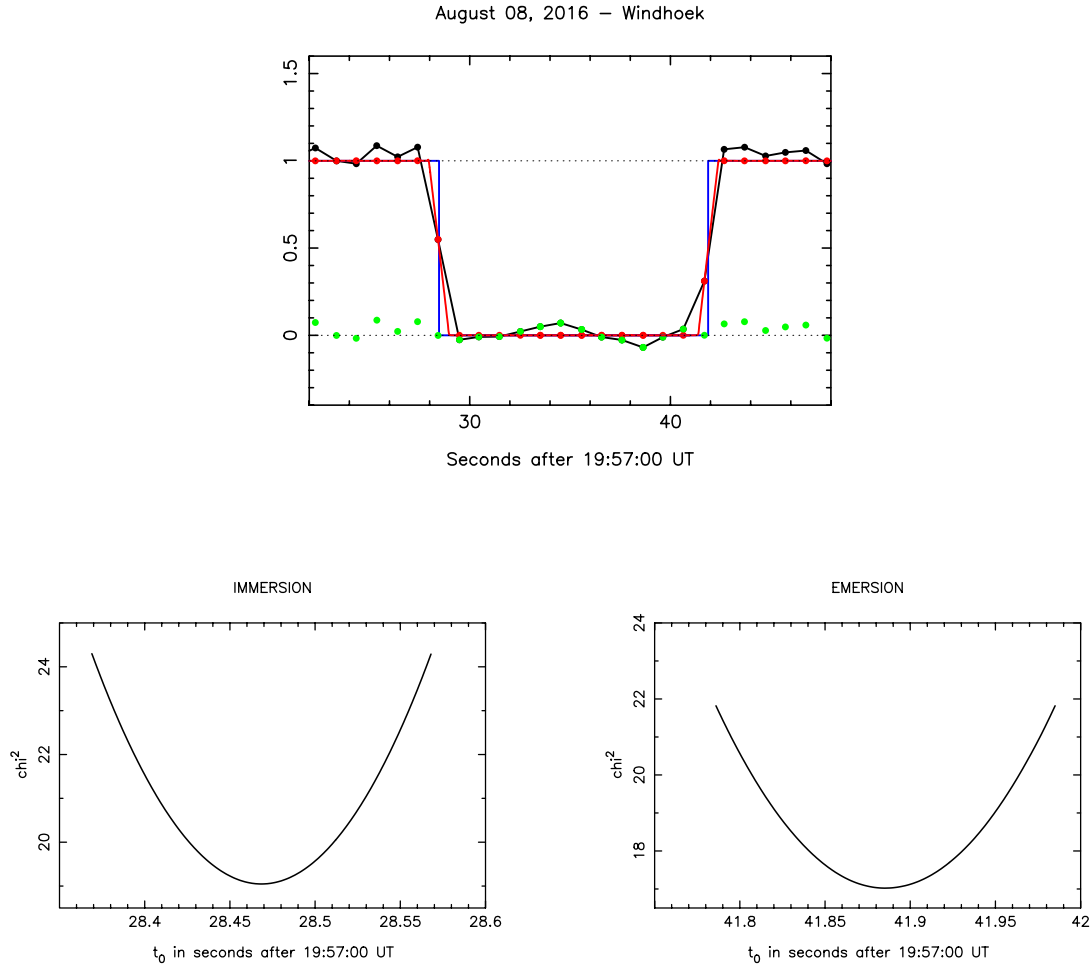 August 08, 2016 − Windhoek
1.5
1
0.5
0
30 40
Seconds after 19:57:00 UT
IMMERSION
24
22
20
chi²
28.4 28.45 28.5 28.55 28.6
t₀ in seconds after 19:57:00 UT
EMERSION
24
22
20
18
chi²
41.8 41.85 41.9 41.95 42
t₀ in seconds after 19:57:00 UT